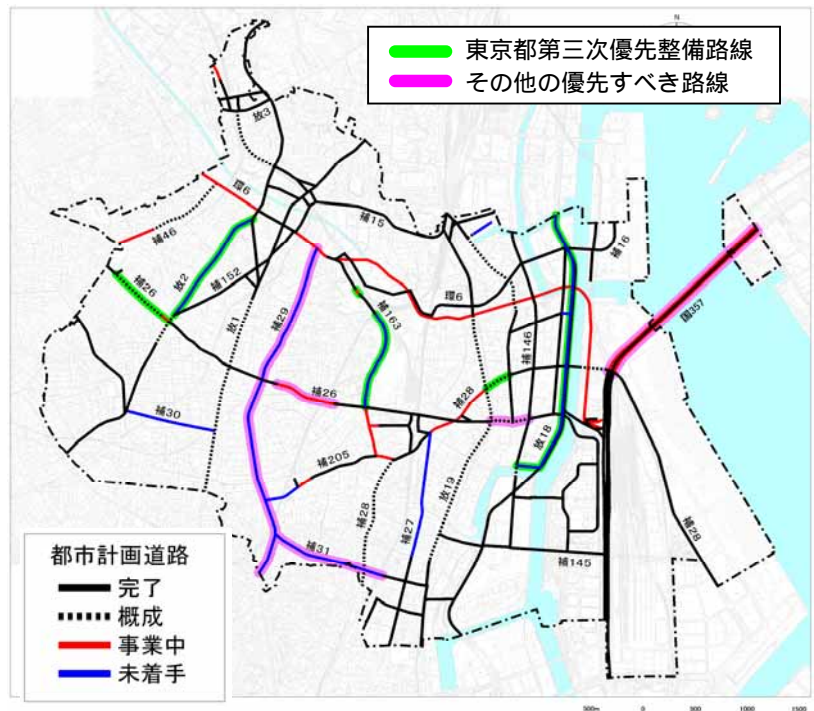 N
東京都第三次優先整備路線
その他の優先すべき路線
放3
環6
補15
補46
補16
補26
放2
補152
国357
補29
環6
放1
補163
補146
補26
補28
補30
放18
補205
放19
補28
補27
補28
補31
補145
都市計画道路
完了
概成
事業中
未着手
500m 0 500 1000 1500